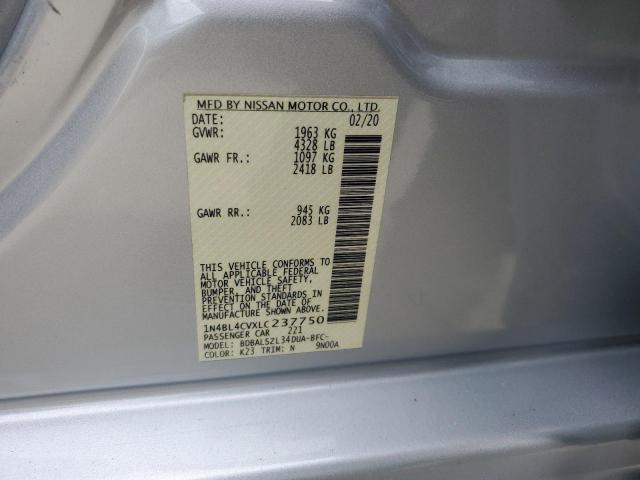 MFD BY NISSAN MOTOR CO., LTD.
DATE: 02/20
GVWR: 1963 KG
4328 LB
GAWR FR.: 1097 KG
2418 LB
GAWR RR.: 945 KG
2083 LB
THIS VEHICLE CONFORMS TO
ALL APPLICABLE FEDERAL
MOTOR VEHICLE SAFETY,
BUMPER, AND THEFT
PREVENTION STANDARDS IN
EFFECT ON THE DATE OF
MANUFACTURE SHOWN ABOVE.
1N4BL4CVXLC237750
PASSENGER CAR 221
MODEL: BDBALSZL34DUA-BFC-
COLOR: K23 TRIM: N 9N00A